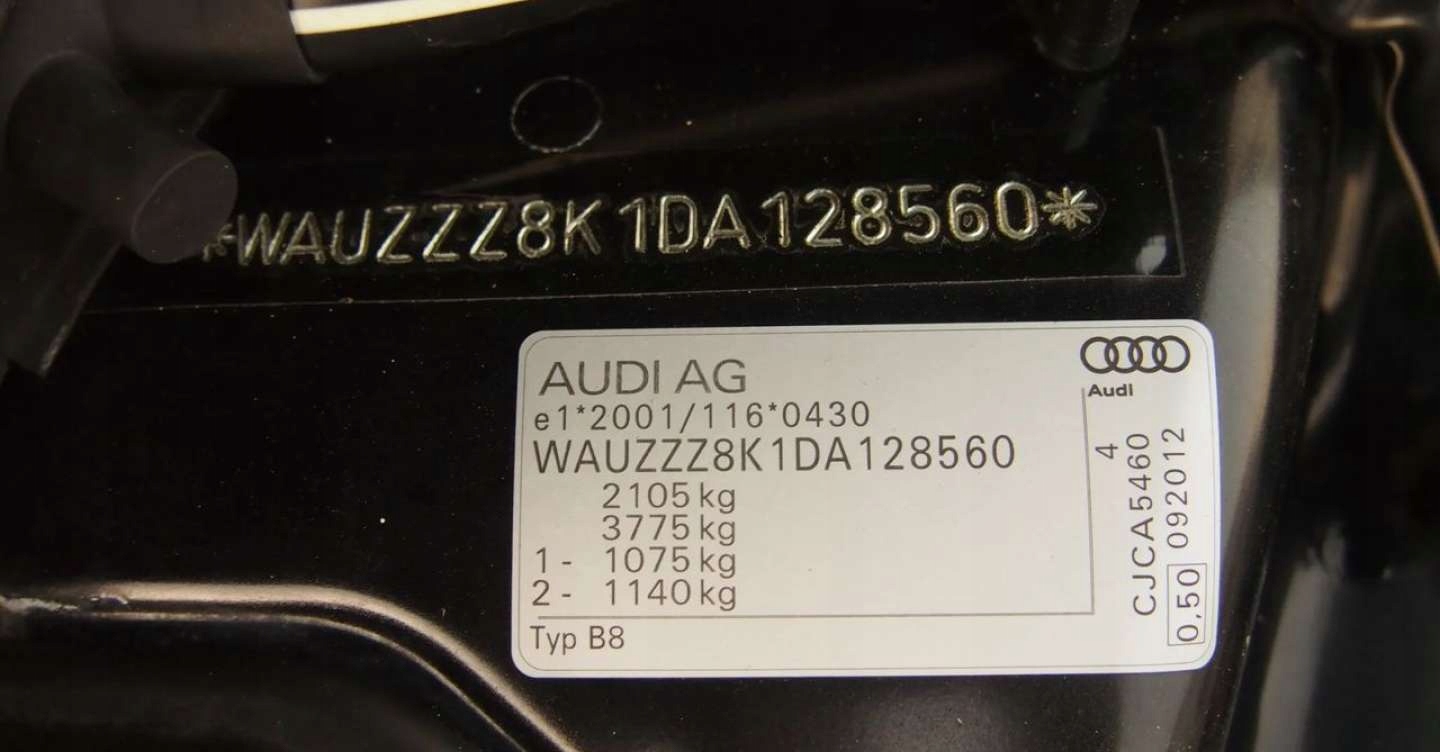 *WAUZZZ8K1DA128560*
AUDI AG
e1*2001/116*0430
WAUZZZ8K1DA128560
2105 kg
3775 kg
1 - 1075 kg
2 - 1140 kg
Typ B8
Audi
4
CJCA5460
0,50 092012